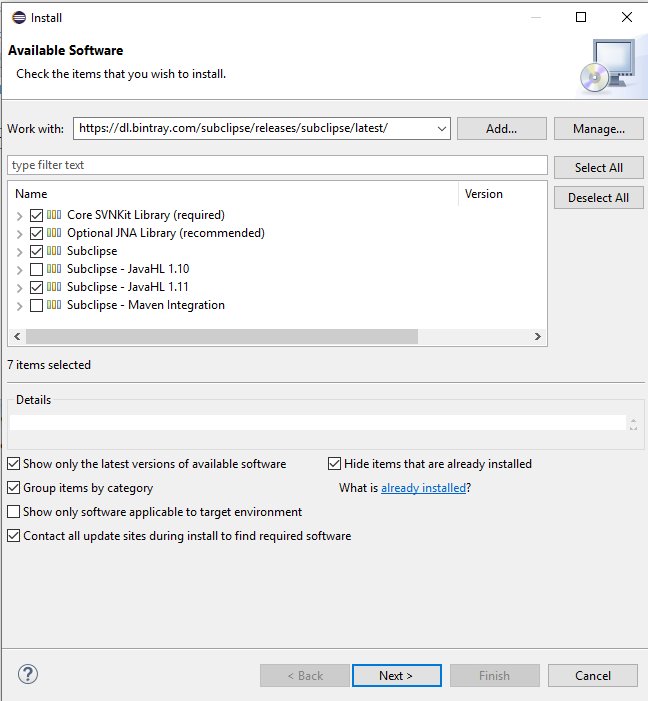 Install
Available Software
Check the items that you wish to install.
Work with: https://dl.bintray.com/subclipse/releases/subclipse/latest/ Add... Manage...
type filter text Select All
Name Version Deselect All
Core SVNKit Library (required)
Optional JNA Library (recommended)
Subclipse
Subclipse - JavaHL 1.10
Subclipse - JavaHL 1.11
Subclipse - Maven Integration
7 items selected
Details
Show only the latest versions of available software Hide items that are already installed
Group items by category What is already installed?
Show only software applicable to target environment
Contact all update sites during install to find required software
? < Back Next > Finish Cancel